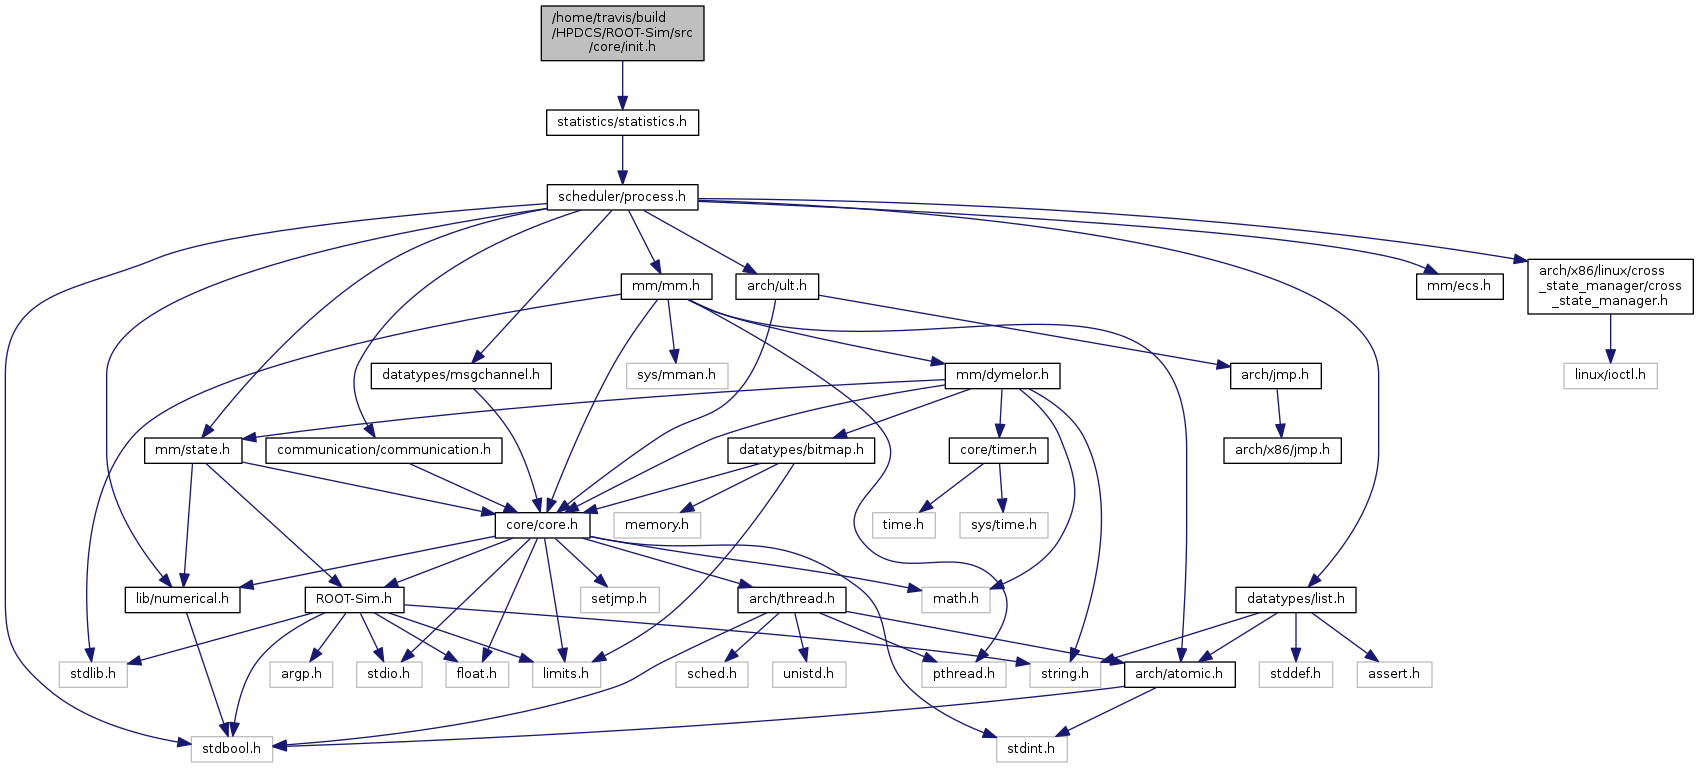 /home/travis/build
/HPDCS/ROOT-Sim/src
/core/init.h
statistics/statistics.h
scheduler/process.h
mm/mm.h
arch/ult.h
mm/ecs.h
arch/x86/linux/cross
_state_manager/cross
_state_manager.h
datatypes/msgchannel.h
sys/mman.h
mm/dymelor.h
arch/jmp.h
linux/ioctl.h
mm/state.h
communication/communication.h
datatypes/bitmap.h
core/timer.h
arch/x86/jmp.h
core/core.h
memory.h
time.h
sys/time.h
lib/numerical.h
ROOT-Sim.h
setjmp.h
arch/thread.h
math.h
datatypes/list.h
stdlib.h
argp.h
stdio.h
float.h
limits.h
sched.h
unistd.h
pthread.h
string.h
arch/atomic.h
stddef.h
assert.h
stdbool.h
stdint.h